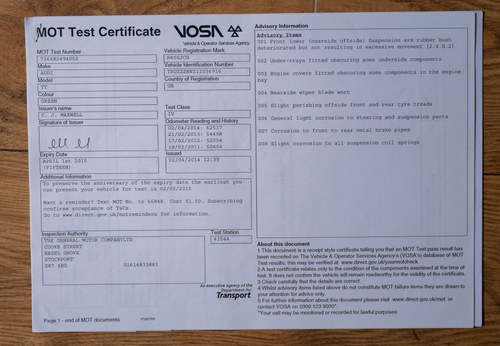 MOT Test Certificate
VOSA
Vehicle & Operator Services Agency
MOT Test Number
Make
AUDI
Model
TT
Colour
GREEN
Issuer's name
C. J. MAXWELL
Signature of Issuer
Expiry Date
APRIL 1st 2015
(FIFTEEN)
Vehicle Registration Mark
Vehicle Identification Number
Country of Registration
GB
Test Class
IV
Odometer Reading and History
02/04/2014: 62537
Issued
02/04/2014 12:39
Additional Information
To preserve the anniversary of the expiry date the earliest you
can present your vehicle for test is 02/03/2015
Want a reminder? Text MOT No. to 66848. Cost £1.50. Subscribing
confirms acceptance of T&Cs.
Go to www.direct.gov.uk/motreminders for information.
Inspection Authority
THE GENERAL MOTOR COMPANYLTD
COOKE STREET
HAZEL GROVE
STOCKPORT
SK7 4EG
01614833883
Test Station
An executive agency of the
Department for
Transport
Page 1 - end of MOT documents
Advisory Information
Advisory Items
001 Front lower (nearside offside) Suspension arm rubber bush
deteriorated but not resulting in excessive movement [2.4.G.2]
002 Under-trays fitted obscuring some underside components
003 Engine covers fitted obscuring some components in the engine
bay
004 Nearside wiper blade worn
005 Slight perishing offside front and rear tyre treads
006 General light corrosion to steering and suspension parts
007 Corrosion to front to rear metal brake pipes
008 Slight corrosion to all suspension coil springs
About this document
1 This document is a receipt style certificate telling you that an MOT Test pass result has
been recorded on The Vehicle & Operator Services Agency's (VOSA's) database of MOT
Test results; this may be verified at www.direct.gov.uk/yourmotcheck
2 A test certificate relates only to the condition of the components examined at the time of
test. It does not confirm the vehicle will remain roadworthy for the validity of the certificate.
3 Check carefully that the details are correct.
4 Whilst advisory items listed above do not constitute MOT failure items they are drawn to
your attention for advice only.
5 For further information about this document please visit www.direct.gov.uk/mot or
contact VOSA on 0300 123 9000*.
*Your call may be monitored or recorded for lawful purposes.